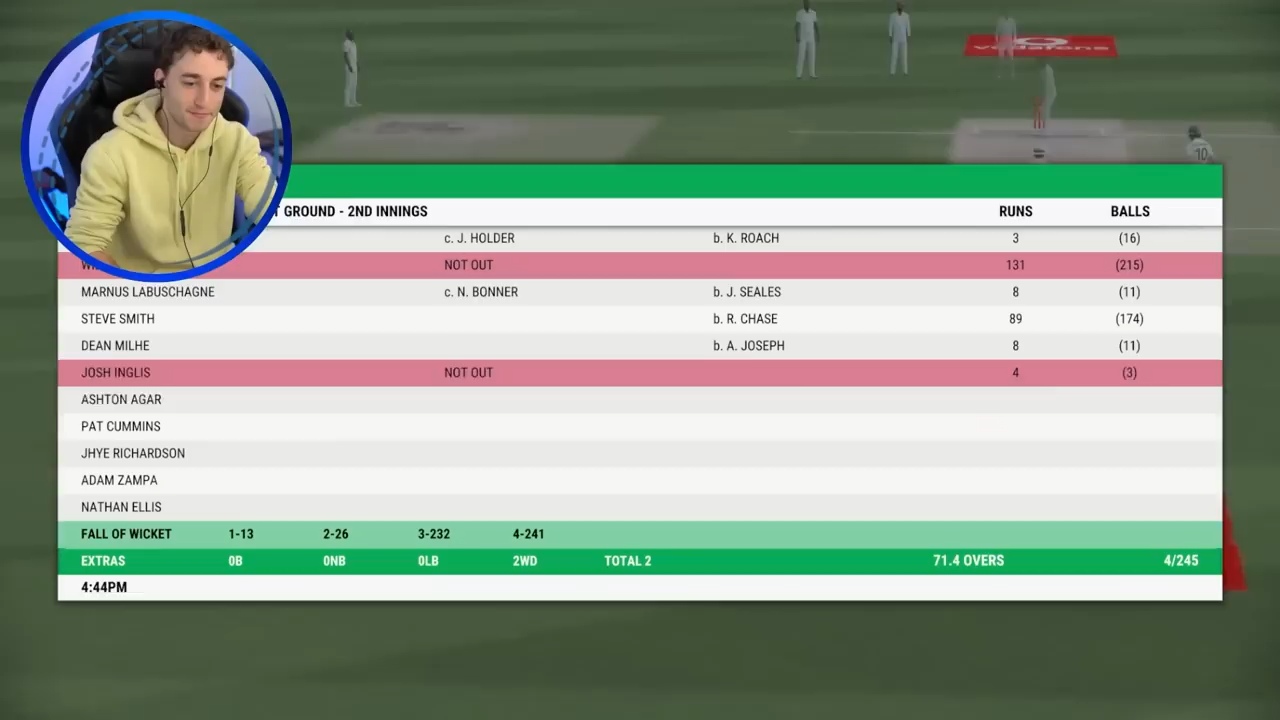 vodafone
10
GROUND - 2ND INNINGS RUNS BALLS
c. J. HOLDER b. K. ROACH 3 (16)
NOT OUT 131 (215)
MARNUS LABUSCHAGNE c. N. BONNER b. J. SEALES 8 (11)
STEVE SMITH b. R. CHASE 89 (174)
DEAN MILHE b. A. JOSEPH 8 (11)
JOSH INGLIS NOT OUT 4 (3)
ASHTON AGAR
PAT CUMMINS
JHYE RICHARDSON
ADAM ZAMPA
NATHAN ELLIS
FALL OF WICKET 1-13 2-26 3-232 4-241
EXTRAS 0B 0NB 0LB 2WD TOTAL 2 71.4 OVERS 4/245
4:44PM